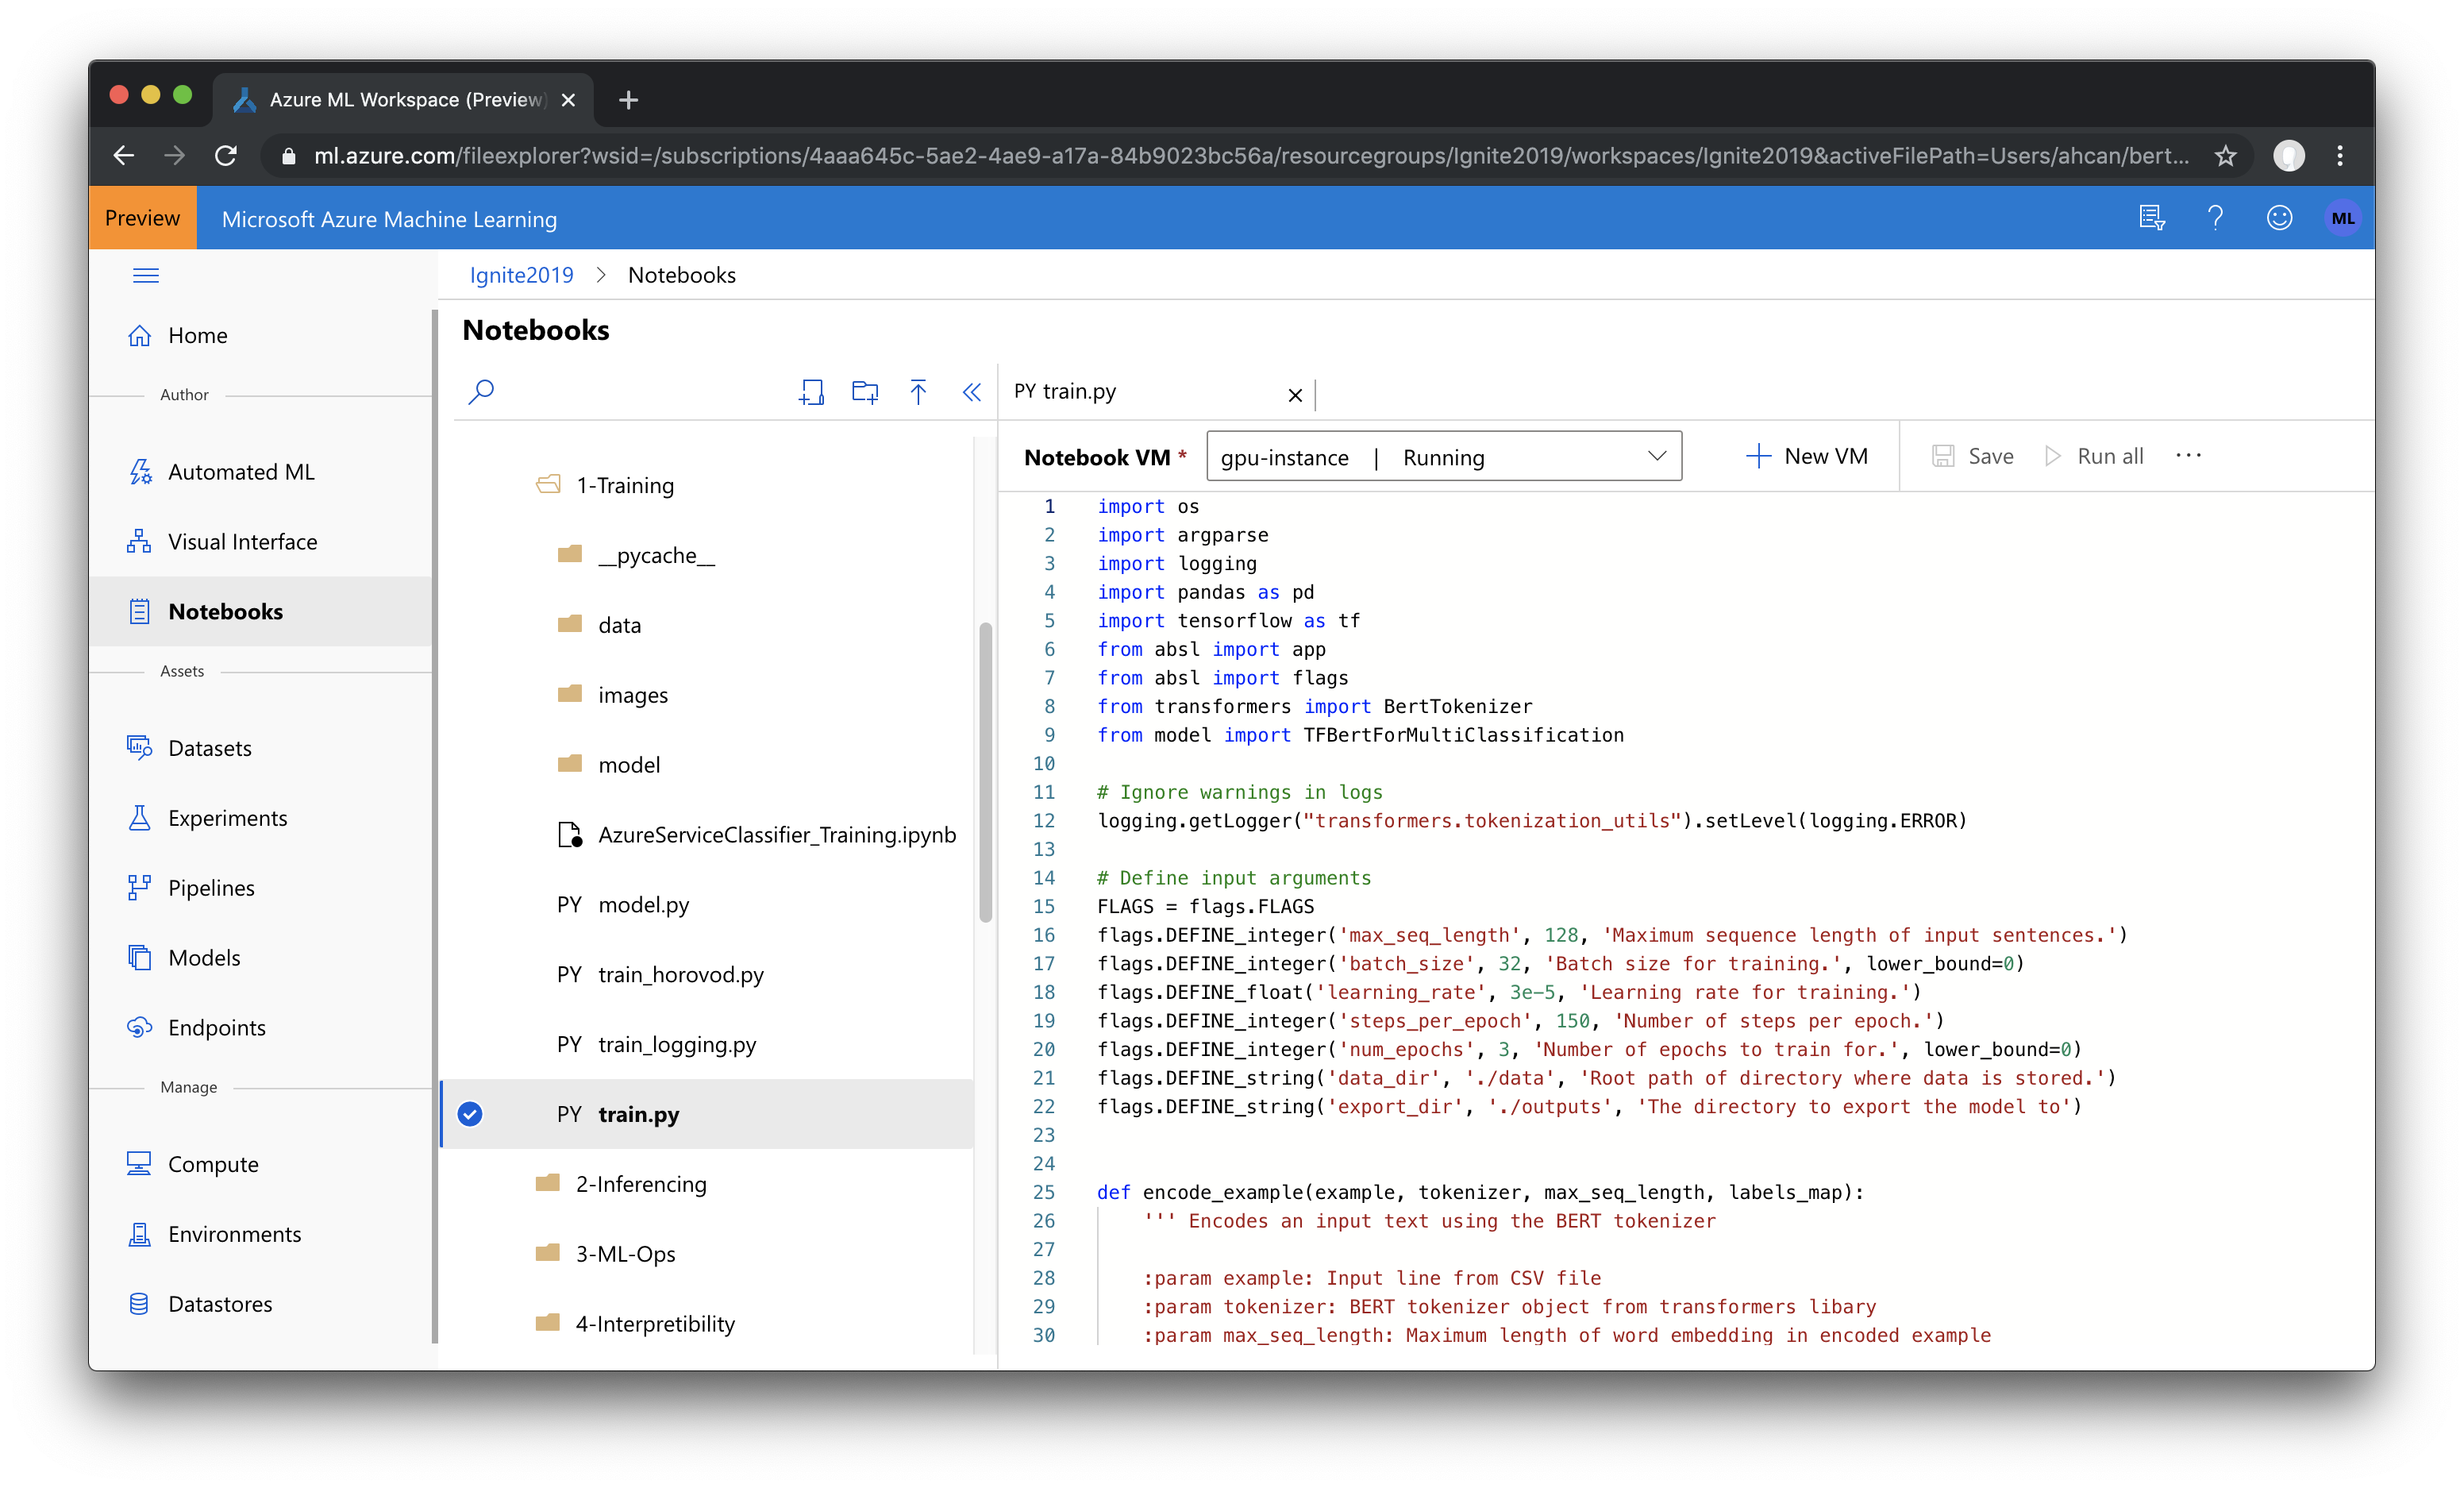 Azure ML Workspace (Preview)
ml.azure.com/fileexplorer?wsid=/subscriptions/4aaa645c-5ae2-4ae9-a17a-84b9023bc56a/resourcegroups/Ignite2019/workspaces/Ignite2019&activeFilePath=Users/ahcan/bert...
Preview
Microsoft Azure Machine Learning
ML
Home
Author
Automated ML
Visual Interface
Notebooks
Assets
Datasets
Experiments
Pipelines
Models
Endpoints
Manage
Compute
Environments
Datastores
Ignite2019 > Notebooks
Notebooks
1-Training
__pycache__
data
images
model
AzureServiceClassifier_Training.ipynb
PY model.py
PY train_horovod.py
PY train_logging.py
PY train.py
2-Inferencing
3-ML-Ops
4-Interpretibility
PY train.py
Notebook VM * gpu-instance | Running New VM Save Run all ...
1 import os
2 import argparse
3 import logging
4 import pandas as pd
5 import tensorflow as tf
6 from absl import app
7 from absl import flags
8 from transformers import BertTokenizer
9 from model import TFBertForMultiClassification
10
11 # Ignore warnings in logs
12 logging.getLogger("transformers.tokenization_utils").setLevel(logging.ERROR)
13
14 # Define input arguments
15 FLAGS = flags.FLAGS
16 flags.DEFINE_integer('max_seq_length', 128, 'Maximum sequence length of input sentences.')
17 flags.DEFINE_integer('batch_size', 32, 'Batch size for training.', lower_bound=0)
18 flags.DEFINE_float('learning_rate', 3e-5, 'Learning rate for training.')
19 flags.DEFINE_integer('steps_per_epoch', 150, 'Number of steps per epoch.')
20 flags.DEFINE_integer('num_epochs', 3, 'Number of epochs to train for.', lower_bound=0)
21 flags.DEFINE_string('data_dir', './data', 'Root path of directory where data is stored.')
22 flags.DEFINE_string('export_dir', './outputs', 'The directory to export the model to')
23
24
25 def encode_example(example, tokenizer, max_seq_length, labels_map):
26 ''' Encodes an input text using the BERT tokenizer
27
28 :param example: Input line from CSV file
29 :param tokenizer: BERT tokenizer object from transformers libary
30 :param max_seq_length: Maximum length of word embedding in encoded example